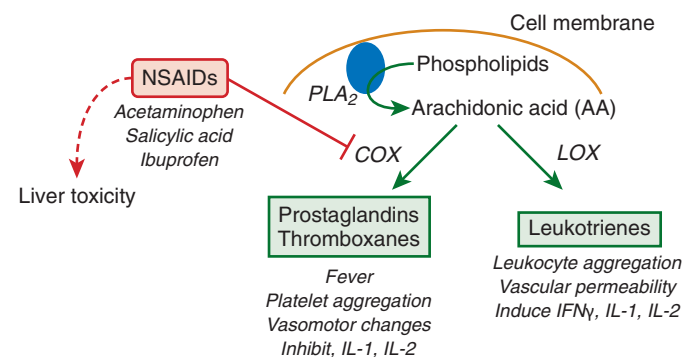 Cell membrane
NSAIDs
Phospholipids
PLA2
Acetaminophen
Salicylic acid
Ibuprofen
Arachidonic acid (AA)
COX
LOX
Liver toxicity
Prostaglandins
Thromboxanes
Leukotrienes
Fever
Platelet aggregation
Vasomotor changes
Inhibit, IL-1, IL-2
Leukocyte aggregation
Vascular permeability
Induce IFNγ, IL-1, IL-2